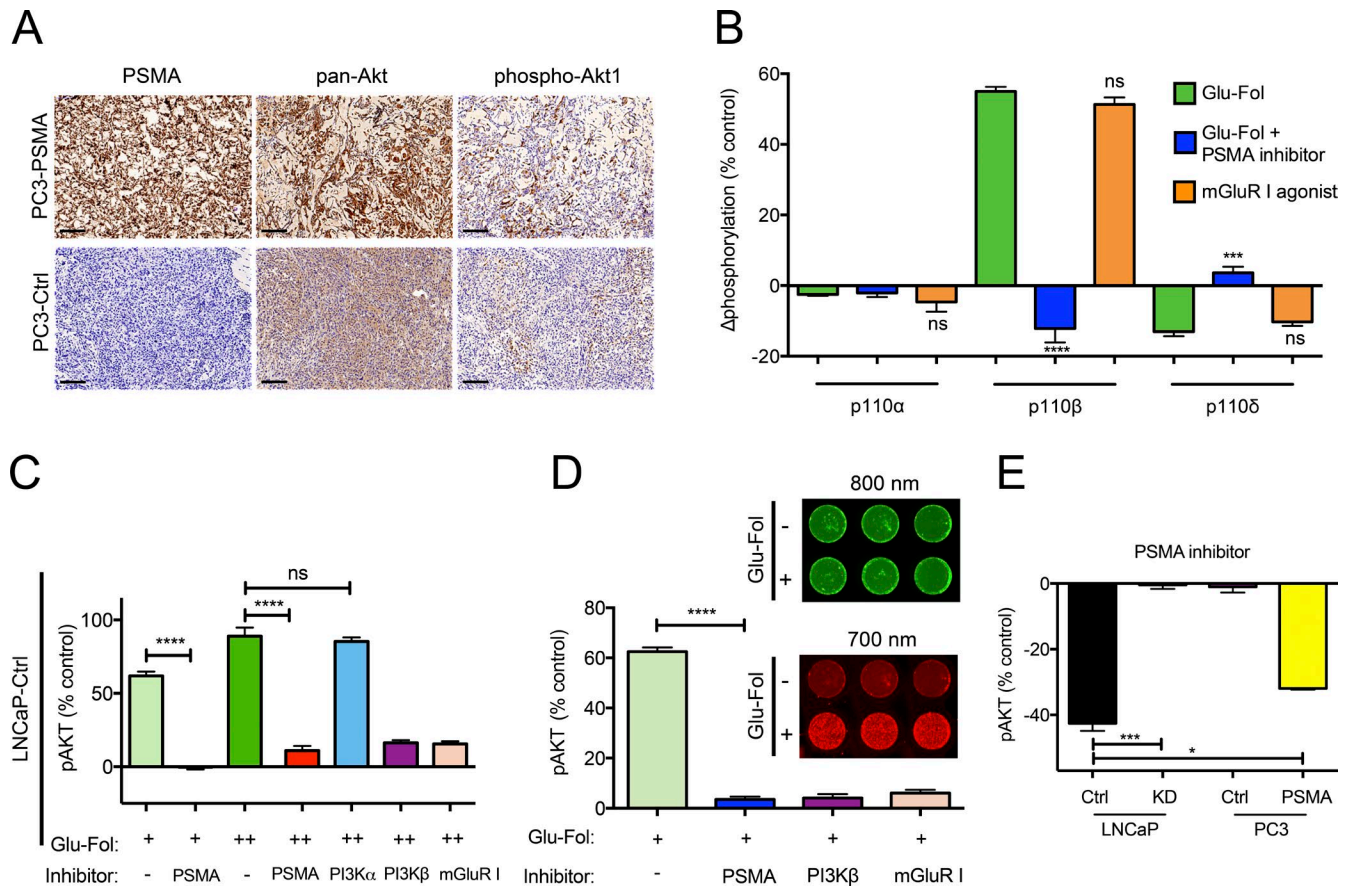 A
PSMA
pan-Akt
phospho-Akt1
PC3-PSMA
PC3-Ctrl
B
Δphosphorylation (% control)
60
40
20
0
-20
ns
****
ns
***
ns
p110α
p110β
p110δ
Glu-Fol
Glu-Fol +
PSMA inhibitor
mGluR I agonist
C
LNCaP-Ctrl
pAKT (% control)
100
50
0
****
****
ns
Glu-Fol: + + ++ ++ ++ ++ ++
Inhibitor: - PSMA - PSMA PI3Kα PI3Kβ mGluR I
D
800 nm
Glu-Fol
-
+
700 nm
Glu-Fol
-
+
pAKT (% control)
80
60
40
20
0
****
Glu-Fol: + + + +
Inhibitor: - PSMA PI3Kβ mGluR I
E
PSMA inhibitor
pAKT (% control)
0
-20
-40
***
*
Ctrl KD Ctrl PSMA
LNCaP PC3